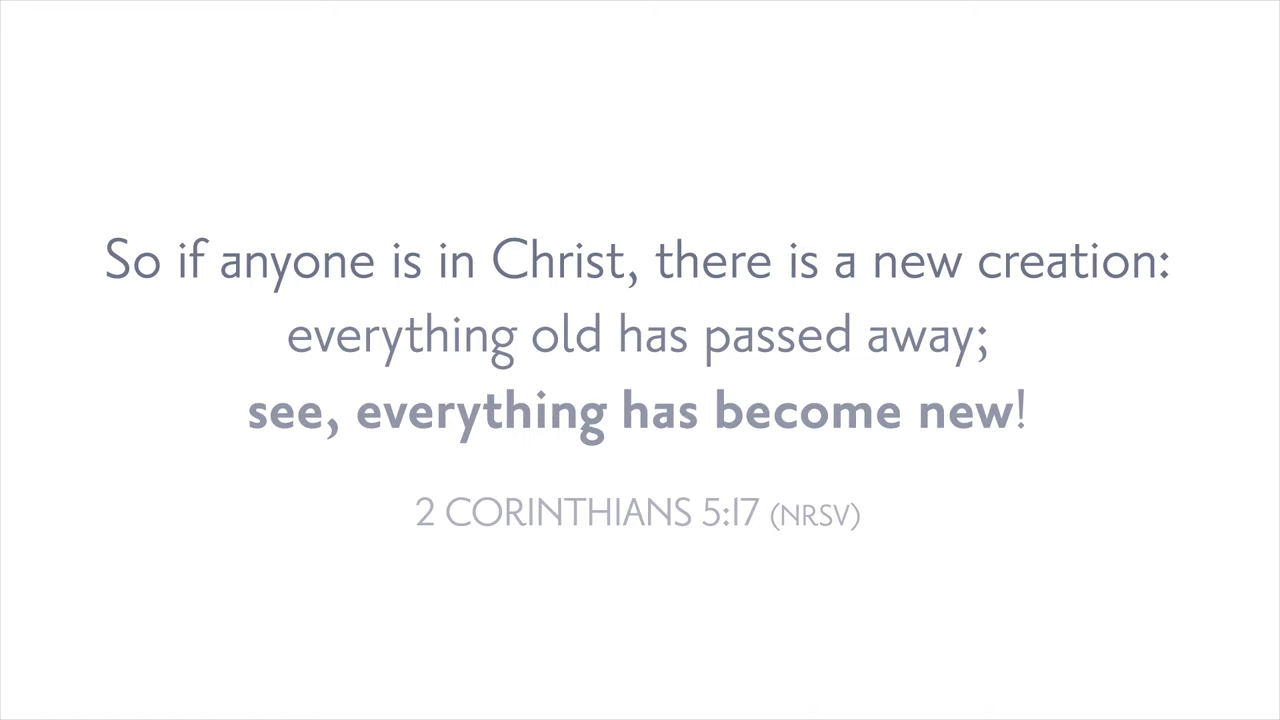 So if anyone is in Christ, there is a new creation:
everything old has passed away;
see, everything has become new!
2 CORINTHIANS 5:17 (NRSV)